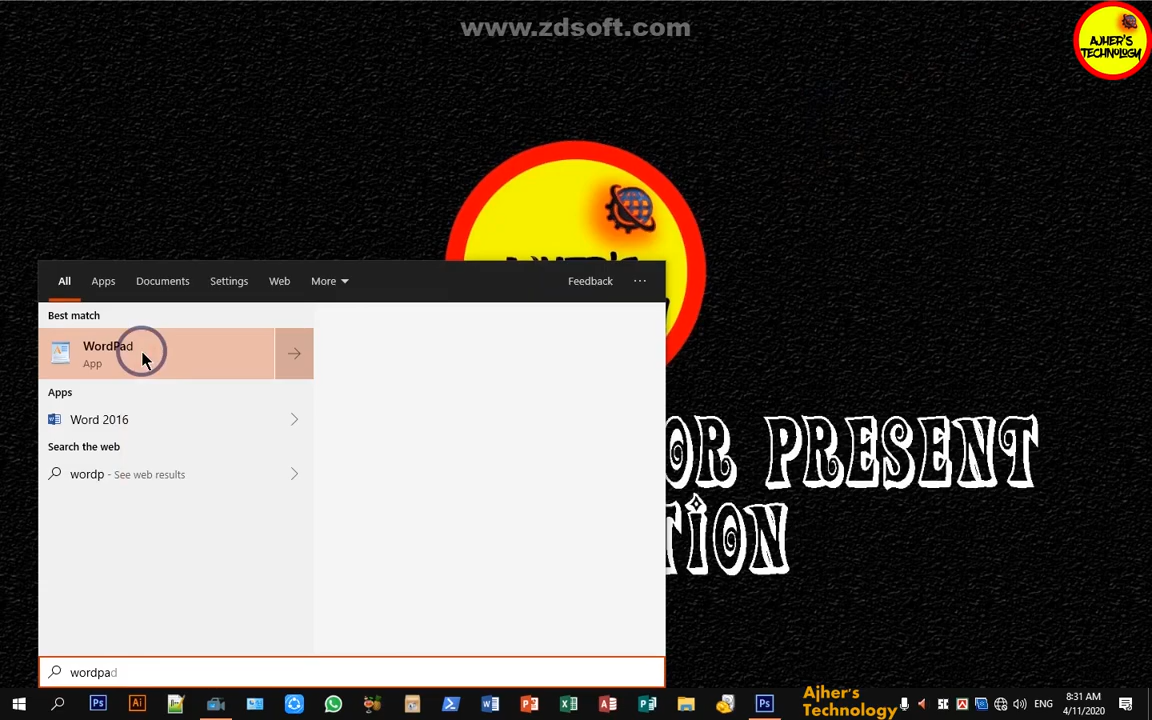 www.zdsoft.com
AJHER'S
TECHNOLOGY
All Apps Documents Settings Web More Feedback ...
Best match
WordPad
App
Apps
Word 2016
Search the web
wordp - See web results
OR PRESENT
TION
wordpad
Ajher's
Technology
ENG
8:31 AM
4/11/2020